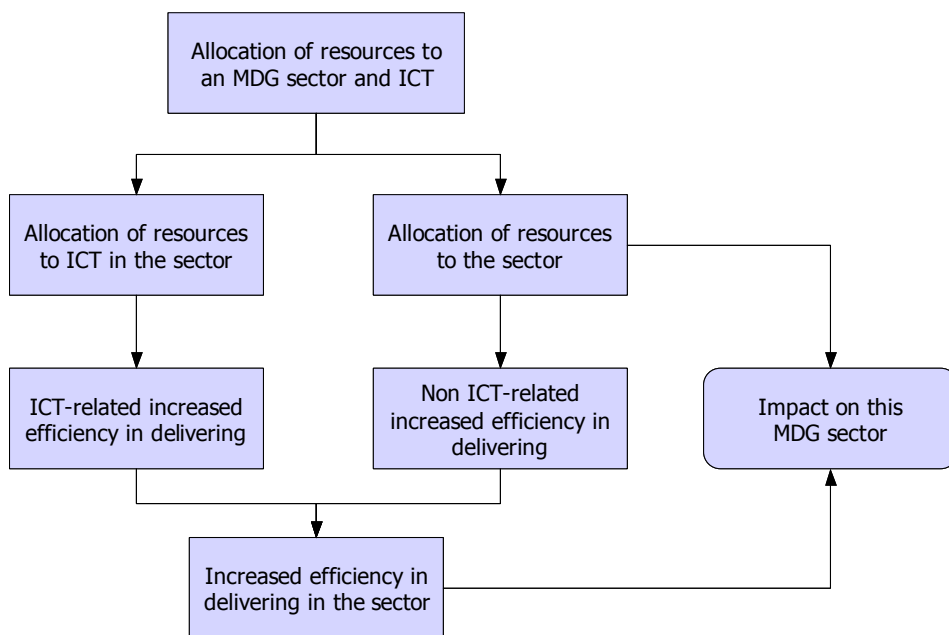 Allocation of resources to
an MDG sector and ICT
Allocation of resources
to ICT in the sector
Allocation of resources
to the sector
ICT-related increased
efficiency in delivering
Non ICT-related
increased efficiency in
delivering
Impact on this
MDG sector
Increased efficiency in
delivering in the sector